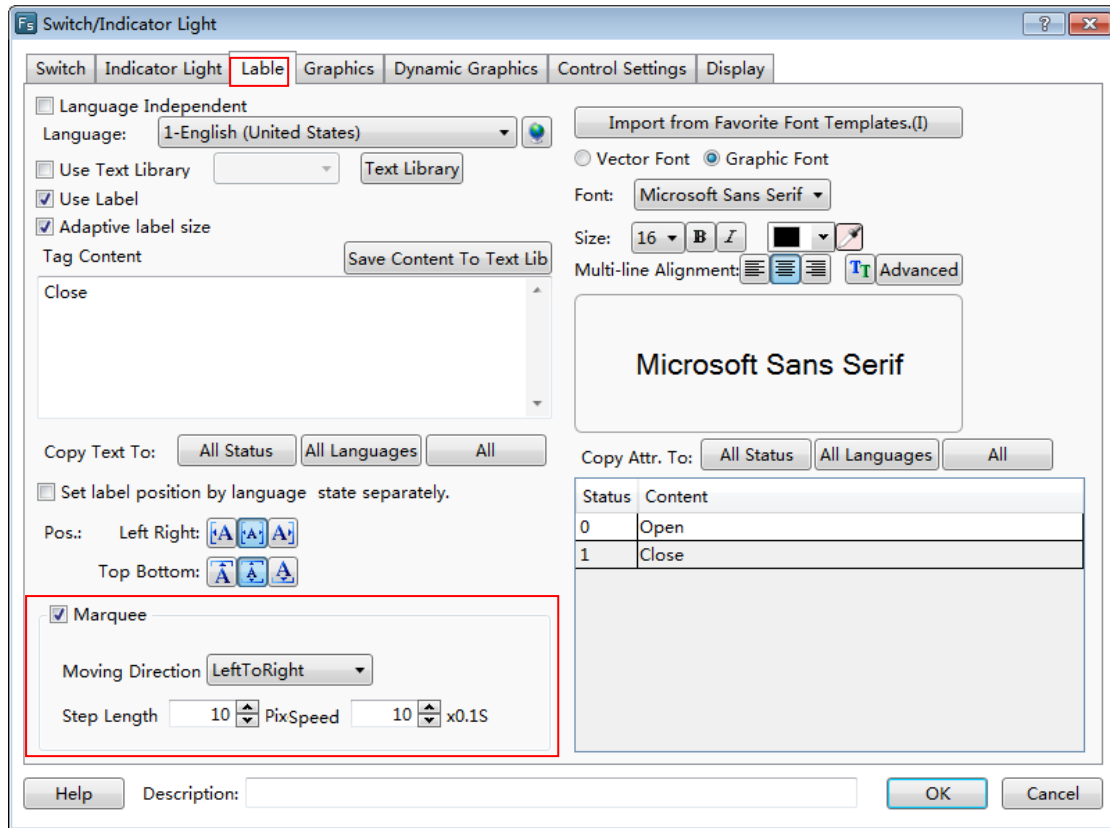 Fs Switch/Indicator Light
Switch Indicator Light Lable Graphics Dynamic Graphics Control Settings Display
Language Independent
Language: 1-English (United States)
Use Text Library Text Library
Use Label
Adaptive label size
Tag Content Save Content To Text Lib
Close
Copy Text To: All Status All Languages All
Set label position by language state separately.
Pos.: Left Right: A A A
Top Bottom: A A A
Marquee
Moving Direction LeftToRight
Step Length 10 Pix Speed 10 x0.1S
Import from Favorite Font Templates.(I)
Vector Font Graphic Font
Font: Microsoft Sans Serif
Size: 16 B I
Multi-line Alignment: TT Advanced
Microsoft Sans Serif
Copy Attr. To: All Status All Languages All
Status Content
0 Open
1 Close
Help Description: OK Cancel